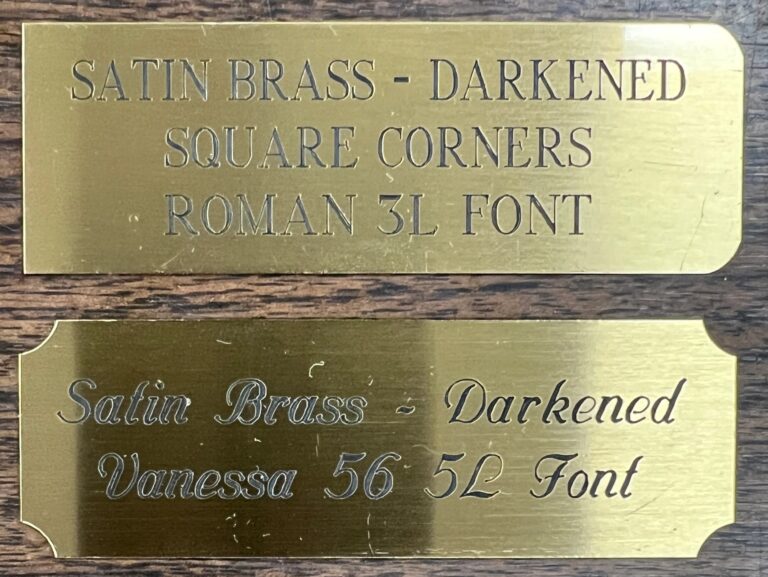 SATIN BRASS - DARKENED
SQUARE CORNERS
ROMAN 3L FONT
Satin Brass - Darkened
Vanessa 56 5L Font